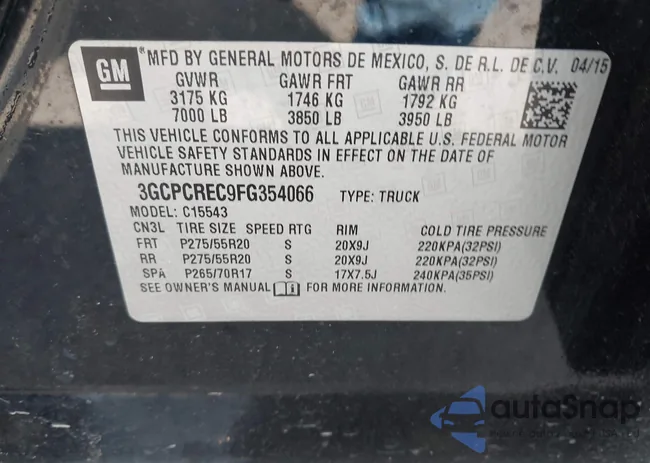 GM
*MFD BY GENERAL MOTORS DE MEXICO, S. DE R.L. DE C.V. 04/15
GVWR GAWR FRT GAWR RR
3175 KG 1746 KG 1792 KG
7000 LB 3850 LB 3950 LB
THIS VEHICLE CONFORMS TO ALL APPLICABLE U.S. FEDERAL MOTOR
VEHICLE SAFETY STANDARDS IN EFFECT ON THE DATE OF
MANUFACTURE SHOWN ABOVE.
3GCPCREC9FG354066 TYPE: TRUCK
MODEL: C15543
CN3L TIRE SIZE SPEED RTG RIM COLD TIRE PRESSURE
FRT P275/55R20 S 20X9J 220KPA(32PSI)
RR P275/55R20 S 20X9J 220KPA(32PSI)
SPA P265/70R17 S 17X7.5J 240KPA(35PSI)
SEE OWNER'S MANUAL FOR MORE INFORMATION.
autoSnap